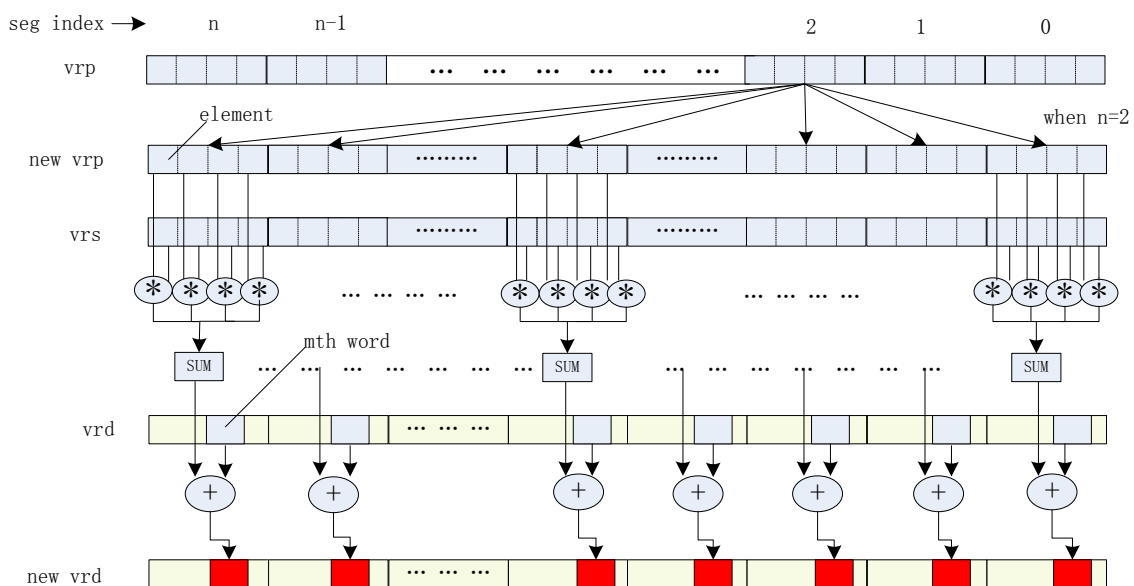 seg index n n-1 2 1 0
vrp ... ... ... ... ... ...
element when n=2
new vrp ......... .........
vrs ......... .........
* * * * ... ... ... ... * * * * ... ... ... ... * * * *
mth word
SUM ... ... ... ... ... ... ... SUM ... ... ... ... ... ... ... SUM
vrd ... ... ...
+ + + + + + +
new vrd ... ... ...